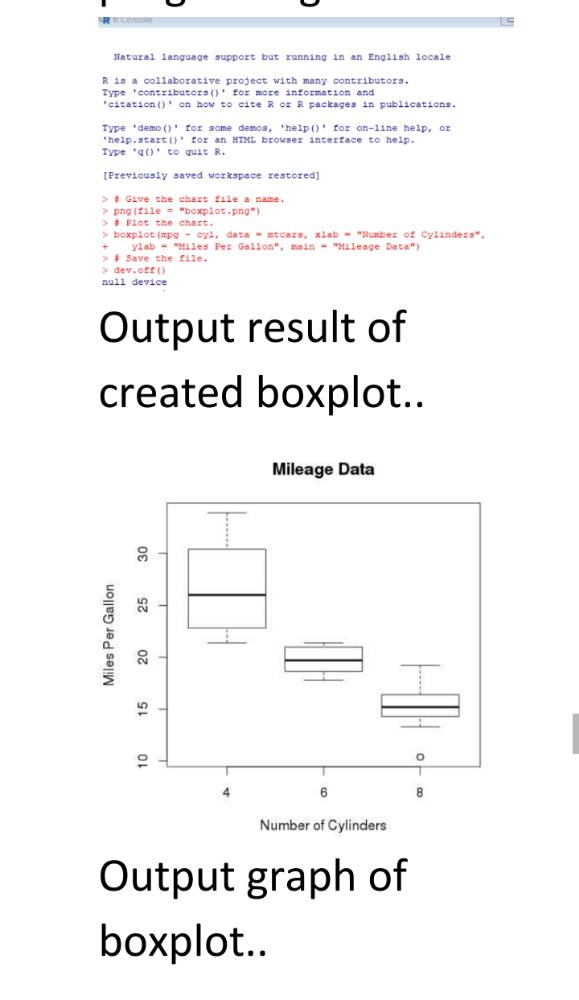 R Console
Natural language support but running in an English locale
R is a collaborative project with many contributors.
Type 'contributors()' for more information and
'citation()' on how to cite R or R packages in publications.
Type 'demo()' for some demos, 'help()' for on-line help, or
'help.start()' for an HTML browser interface to help.
Type 'q()' to quit R.
[Previously saved workspace restored]
> # Give the chart file a name.
> png(file = "boxplot.png")
> # Plot the chart.
> boxplot(mpg ~ cyl, data = mtcars, xlab = "Number of Cylinders",
+ ylab = "Miles Per Gallon", main = "Mileage Data")
> # Save the file.
> dev.off()
null device
Output result of
created boxplot..
Mileage Data
Miles Per Gallon
30
25
20
15
10
4 6 8
Number of Cylinders
Output graph of
boxplot..